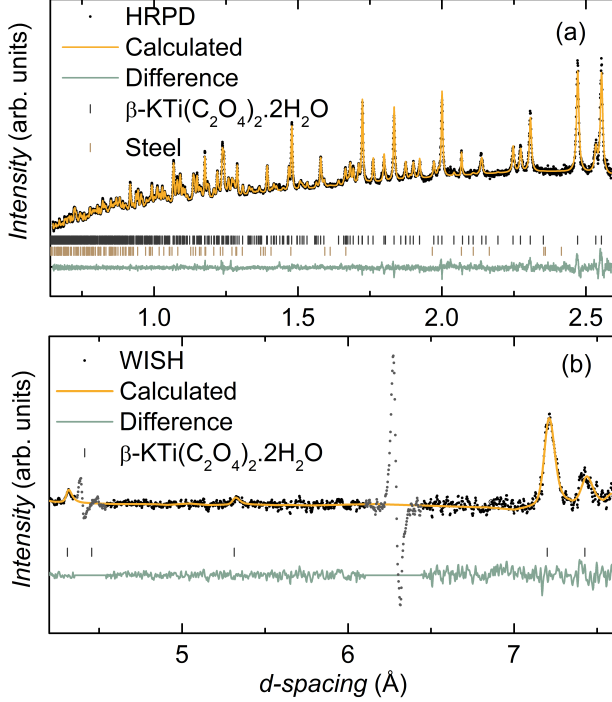 HRPD
(a)
Calculated
Difference
β-KTi(C₂O₄)₂.2H₂O
Steel
Intensity (arb. units)
1.0 1.5 2.0 2.5
WISH
(b)
Calculated
Difference
β-KTi(C₂O₄)₂.2H₂O
Intensity (arb. units)
5 6 7
d-spacing (Å)